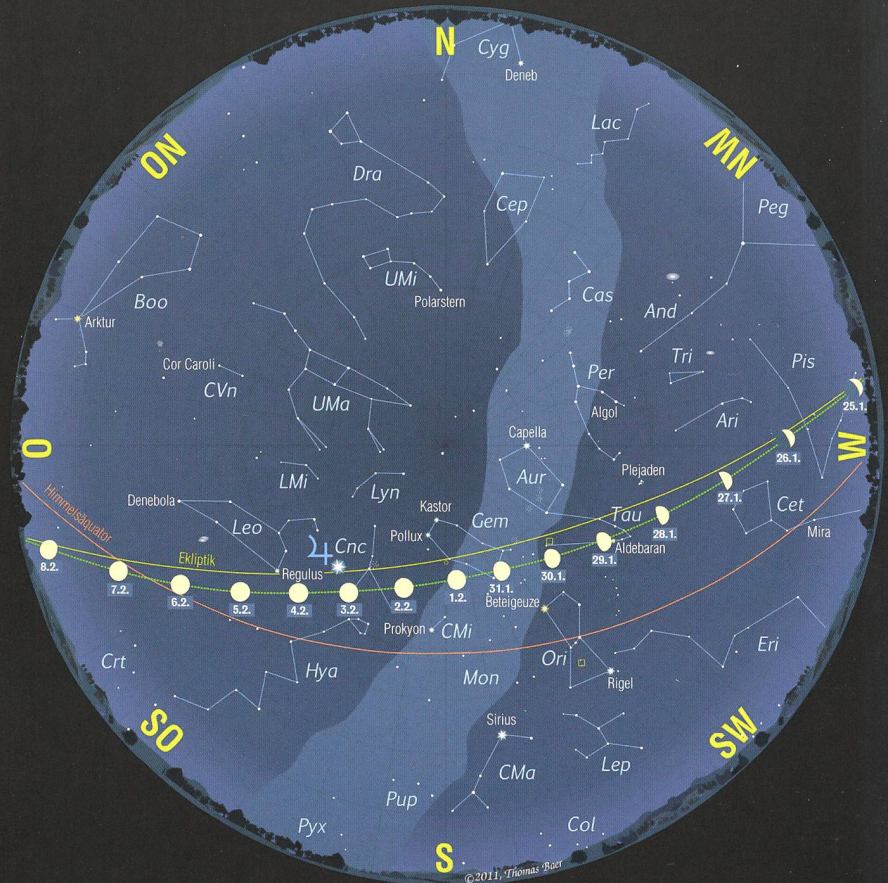 N
Cyg
Deneb
Lac
NO
NW
Dra
Peg
Cep
UMi
Polarstern
Boo
Cas
And
Arktur
Cor Caroli
CVn
Tri
Pis
Per
UMa
Algol
Ari
25.1.
Capella
O
W
26.1.
Plejaden
Aur
LMi
Lyn
27.1.
Himmelsäquator
Denebola
Kastor
Cet
Leo
Gem
Tau
Mira
28.1.
Pollux
Cnc
Aldebaran
Ekliptik
29.1.
8.2.
Regulus
30.1.
7.2.
31.1.
6.2.
5.2.
4.2.
3.2.
2.2.
1.2.
Beteigeuze
Prokyon
CMi
Eri
Crt
Hya
Ori
Mon
Rigel
SO
Sirius
SW
CMa
Lep
Pup
Pyx
Col
S
©2011, Thomas Baer